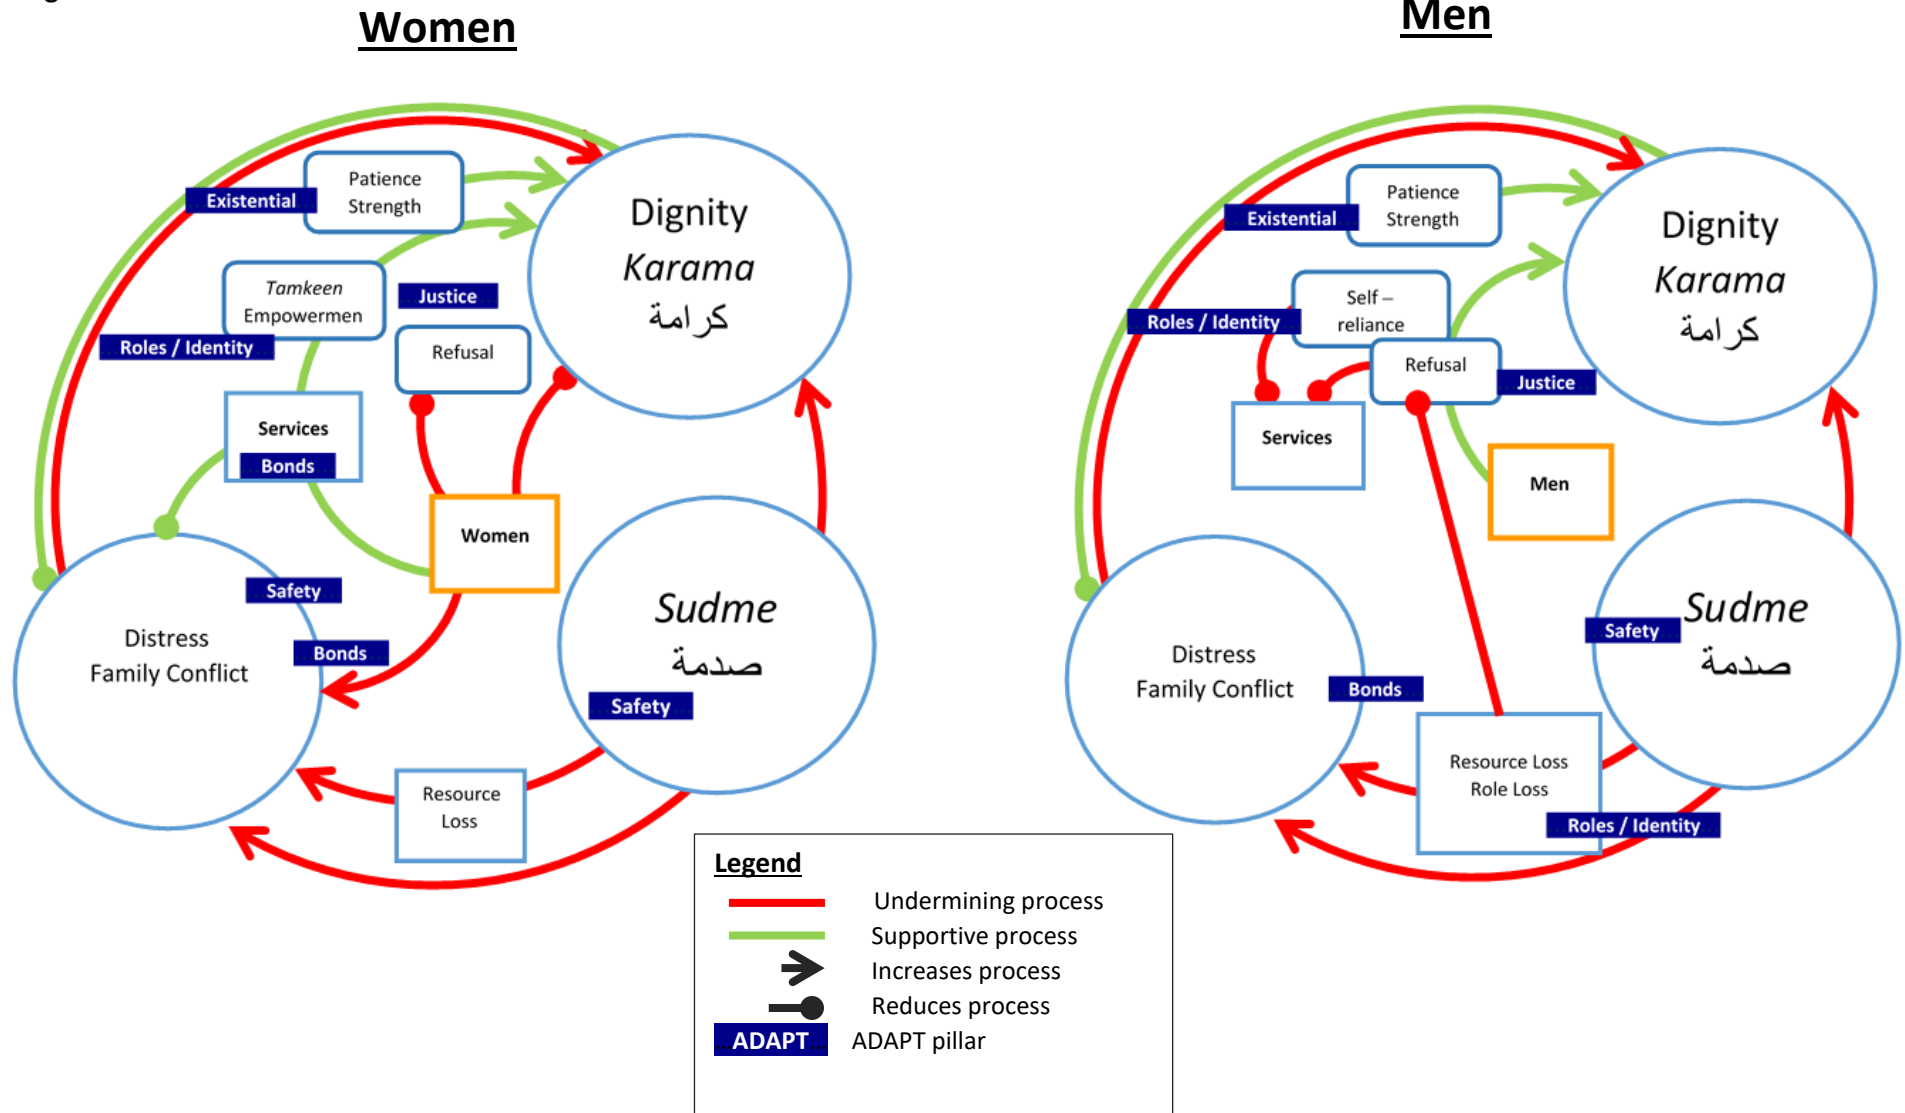 Women
Existential
Patience
Strength
Tamkeen
Empowermen
Justice
Roles / Identity
Refusal
Dignity
Karama
كرامة
Services
Bonds
Women
Safety
Bonds
Distress
Family Conflict
Sudme
صدمة
Safety
Resource
Loss
Men
Existential
Patience
Strength
Self –
reliance
Roles / Identity
Refusal
Justice
Dignity
Karama
كرامة
Services
Men
Distress
Family Conflict
Bonds
Safety
Sudme
صدمة
Resource Loss
Role Loss
Roles / Identity
Legend
Undermining process
Supportive process
Increases process
Reduces process
ADAPT ADAPT pillar